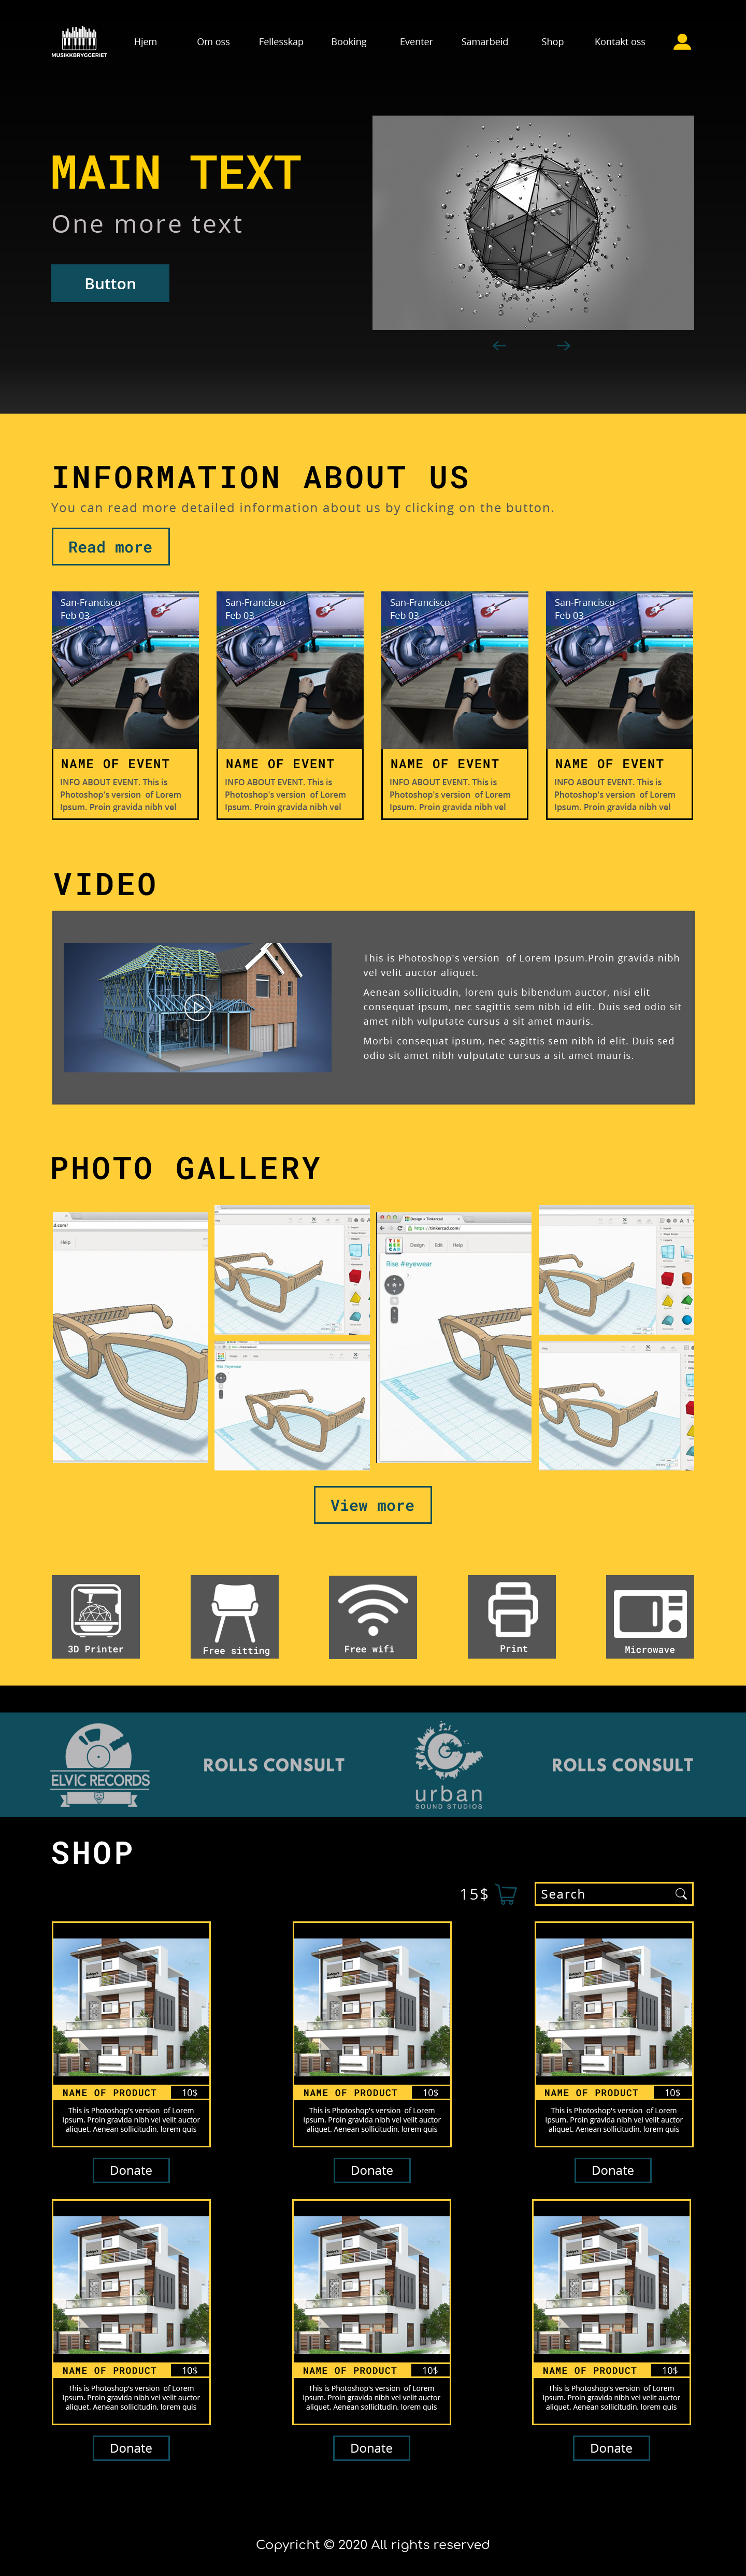 MUSIKKBRYGGERIET
Hjem Om oss Fellesskap Booking Eventer Samarbeid Shop Kontakt oss
MAIN TEXT
One more text
Button
INFORMATION ABOUT US
You can read more detailed information about us by clicking on the button.
Read more
San-Francisco
Feb 03
NAME OF EVENT
INFO ABOUT EVENT. This is
Photoshop's version of Lorem
Ipsum. Proin gravida nibh vel
San-Francisco
Feb 03
NAME OF EVENT
INFO ABOUT EVENT. This is
Photoshop's version of Lorem
Ipsum. Proin gravida nibh vel
San-Francisco
Feb 03
NAME OF EVENT
INFO ABOUT EVENT. This is
Photoshop's version of Lorem
Ipsum. Proin gravida nibh vel
San-Francisco
Feb 03
NAME OF EVENT
INFO ABOUT EVENT. This is
Photoshop's version of Lorem
Ipsum. Proin gravida nibh vel
VIDEO
This is Photoshop's version of Lorem Ipsum.Proin gravida nibh
vel velit auctor aliquet.
Aenean sollicitudin, lorem quis bibendum auctor, nisi elit
consequat ipsum, nec sagittis sem nibh id elit. Duis sed odio sit
amet nibh vulputate cursus a sit amet mauris.
Morbi consequat ipsum, nec sagittis sem nibh id elit. Duis sed
odio sit amet nibh vulputate cursus a sit amet mauris.
PHOTO GALLERY
Help
Design + Tinkercad
https://tinkercad.com/
TIN
KER
CAD
Design Edit Help
Rise #eyewear
View more
3D Printer
Free sitting
Free wifi
Print
Microwave
ELVIC RECORDS
ROLLS CONSULT
urban
SOUND STUDIOS
ROLLS CONSULT
SHOP
15$
Search
NAME OF PRODUCT 10$
This is Photoshop's version of Lorem
Ipsum. Proin gravida nibh vel velit auctor
aliquet. Aenean sollicitudin, lorem quis
Donate
NAME OF PRODUCT 10$
This is Photoshop's version of Lorem
Ipsum. Proin gravida nibh vel velit auctor
aliquet. Aenean sollicitudin, lorem quis
Donate
NAME OF PRODUCT 10$
This is Photoshop's version of Lorem
Ipsum. Proin gravida nibh vel velit auctor
aliquet. Aenean sollicitudin, lorem quis
Donate
NAME OF PRODUCT 10$
This is Photoshop's version of Lorem
Ipsum. Proin gravida nibh vel velit auctor
aliquet. Aenean sollicitudin, lorem quis
Donate
NAME OF PRODUCT 10$
This is Photoshop's version of Lorem
Ipsum. Proin gravida nibh vel velit auctor
aliquet. Aenean sollicitudin, lorem quis
Donate
NAME OF PRODUCT 10$
This is Photoshop's version of Lorem
Ipsum. Proin gravida nibh vel velit auctor
aliquet. Aenean sollicitudin, lorem quis
Donate
Copyricht © 2020 All rights reserved